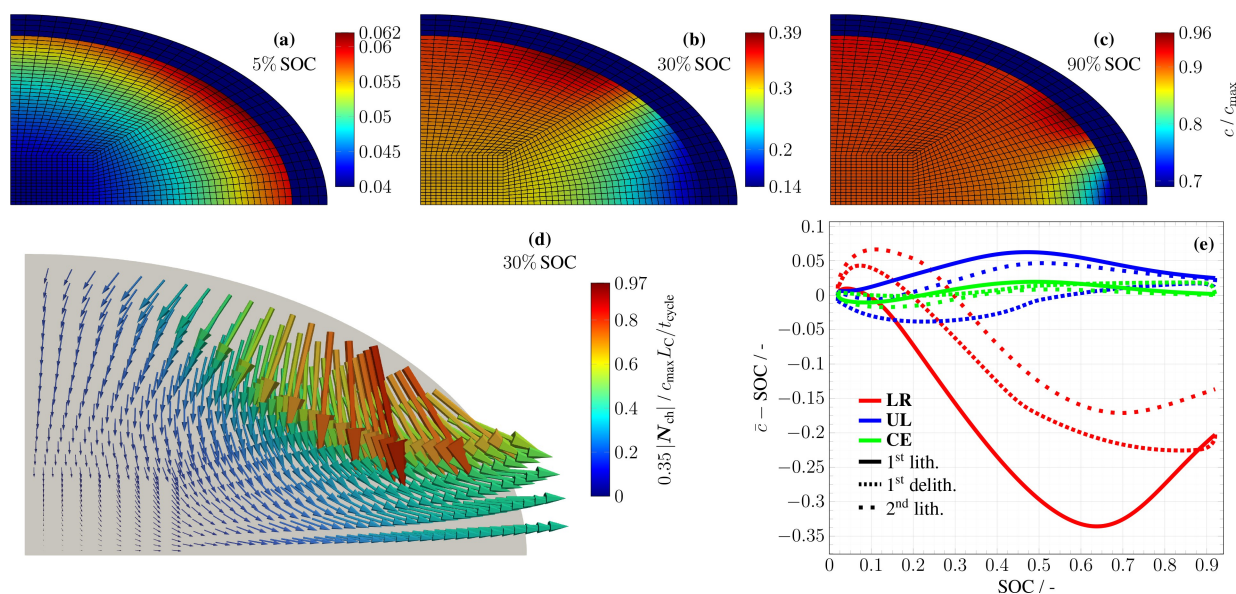 (a)
5% SOC
0.062
0.055
0.045
0.04
(b)
30% SOC
0.39
0.3
0.2
0.14
(c)
90% SOC
0.96
0.9
0.8
0.7
c / c_max
(d)
30% SOC
0.97
0.8
0.6
0.4
0.2
0
0.35 |N_ch| / c_max L_C/t_cycle
(e)
0.1
0.05
0
−0.05
−0.1
−0.15
−0.2
−0.25
−0.3
−0.35
c̄ − SOC / -
LR
UL
CE
1st lith.
1st delith.
2nd lith.
0 0.1 0.2 0.3 0.4 0.5 0.6 0.7 0.8 0.9
SOC / -